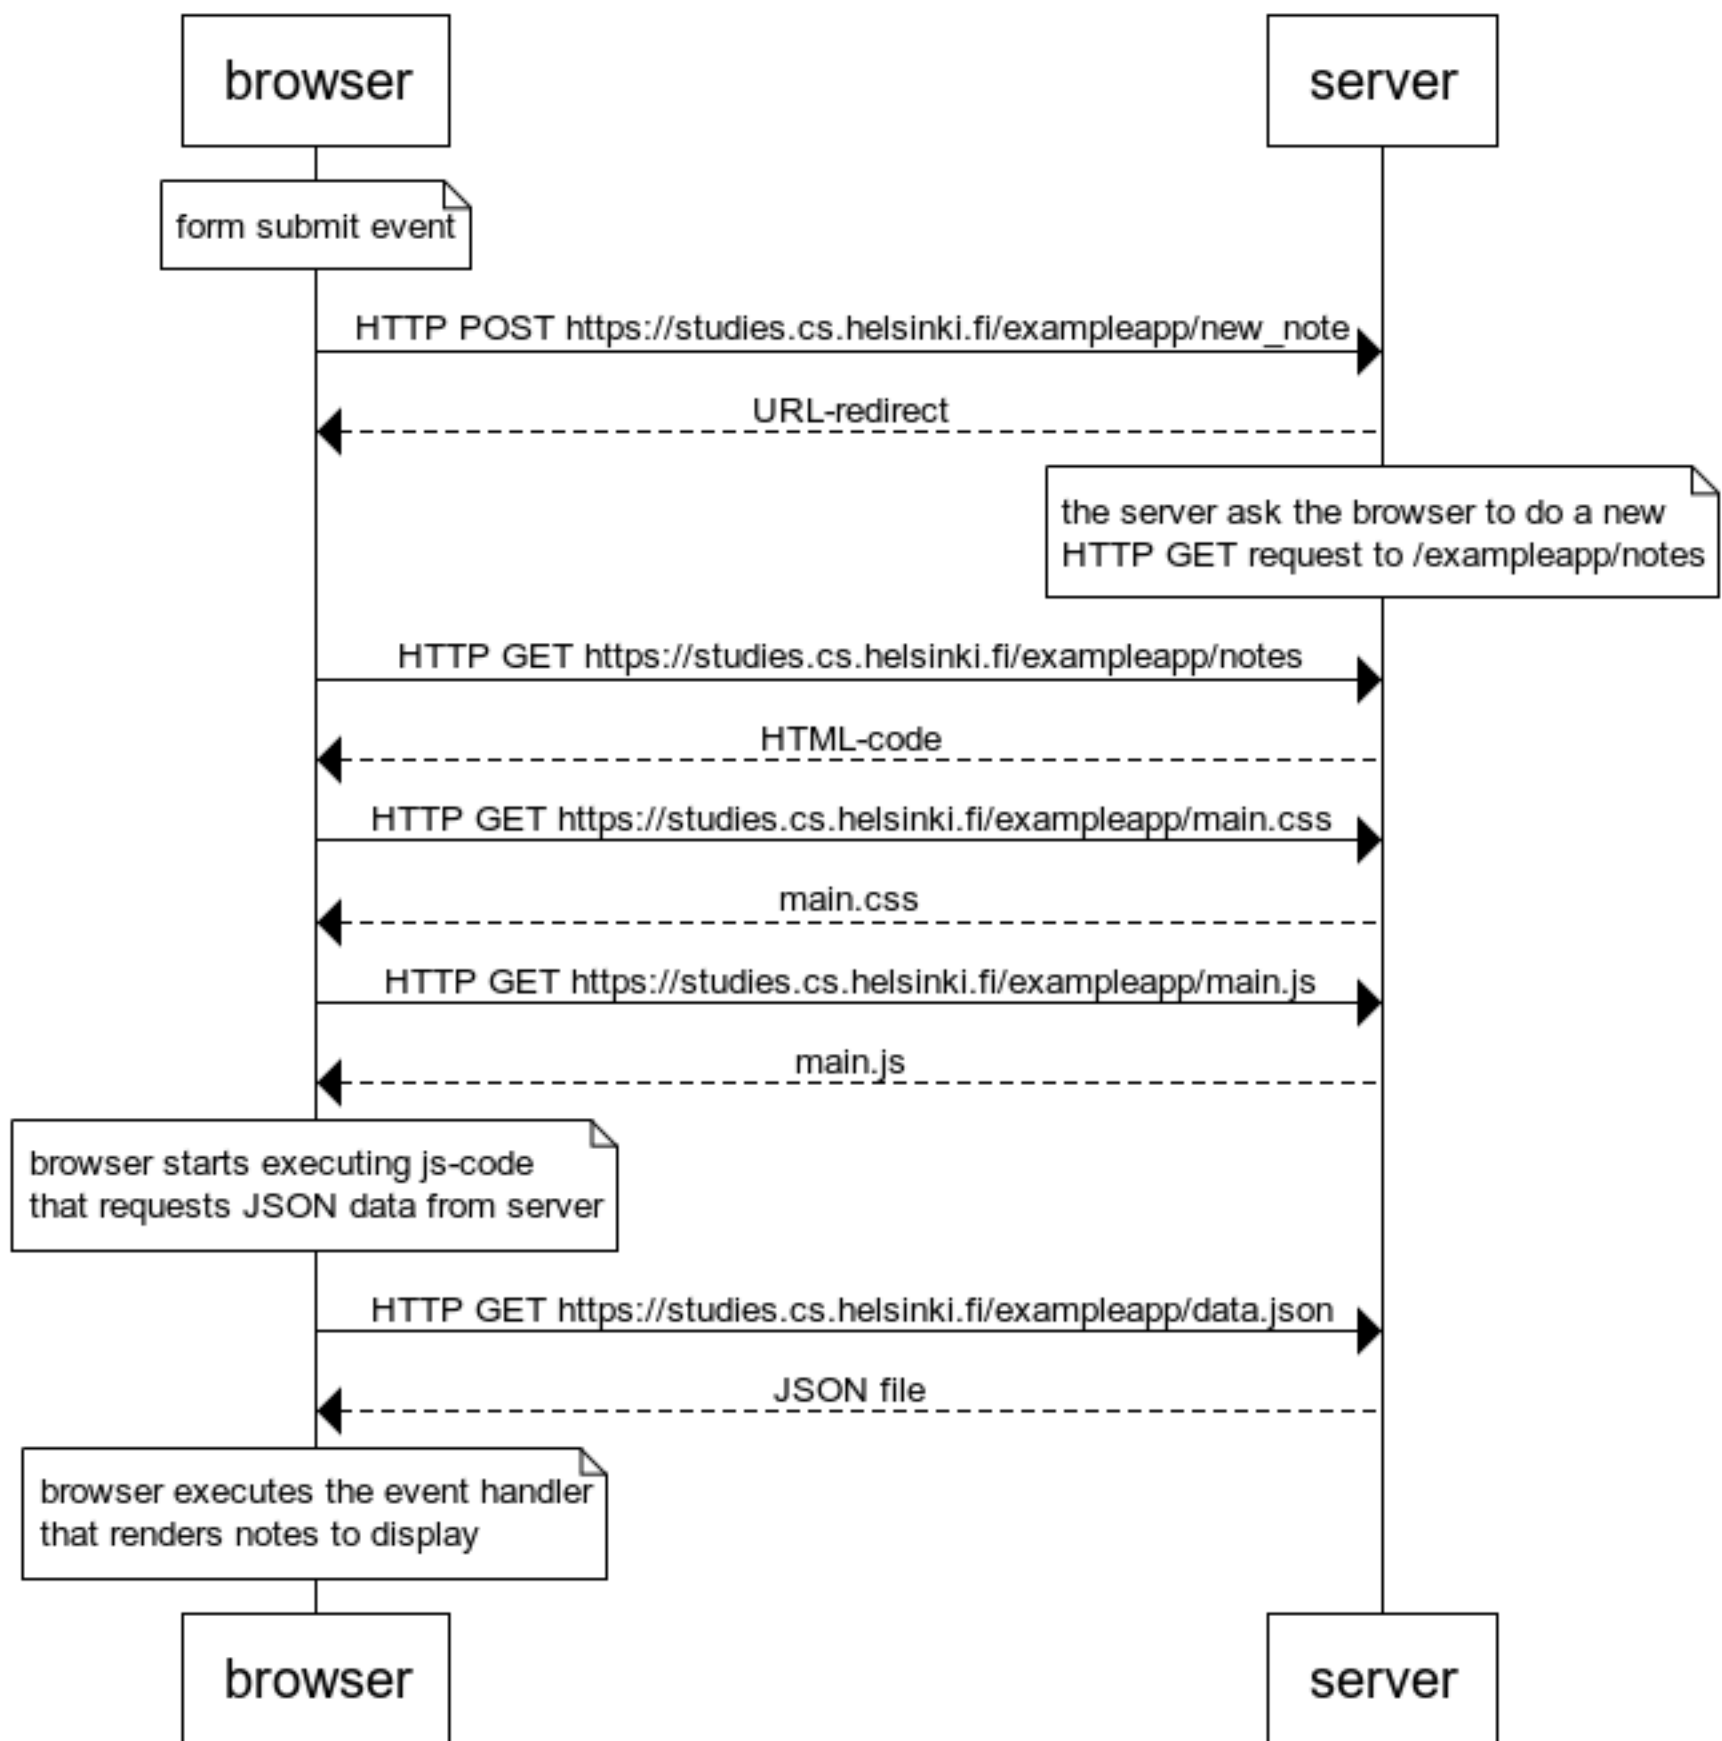 browser
server
form submit event
HTTP POST https://studies.cs.helsinki.fi/exampleapp/new_note
URL-redirect
the server ask the browser to do a new
HTTP GET request to /exampleapp/notes
HTTP GET https://studies.cs.helsinki.fi/exampleapp/notes
HTML-code
HTTP GET https://studies.cs.helsinki.fi/exampleapp/main.css
main.css
HTTP GET https://studies.cs.helsinki.fi/exampleapp/main.js
main.js
browser starts executing js-code
that requests JSON data from server
HTTP GET https://studies.cs.helsinki.fi/exampleapp/data.json
JSON file
browser executes the event handler
that renders notes to display
browser
server